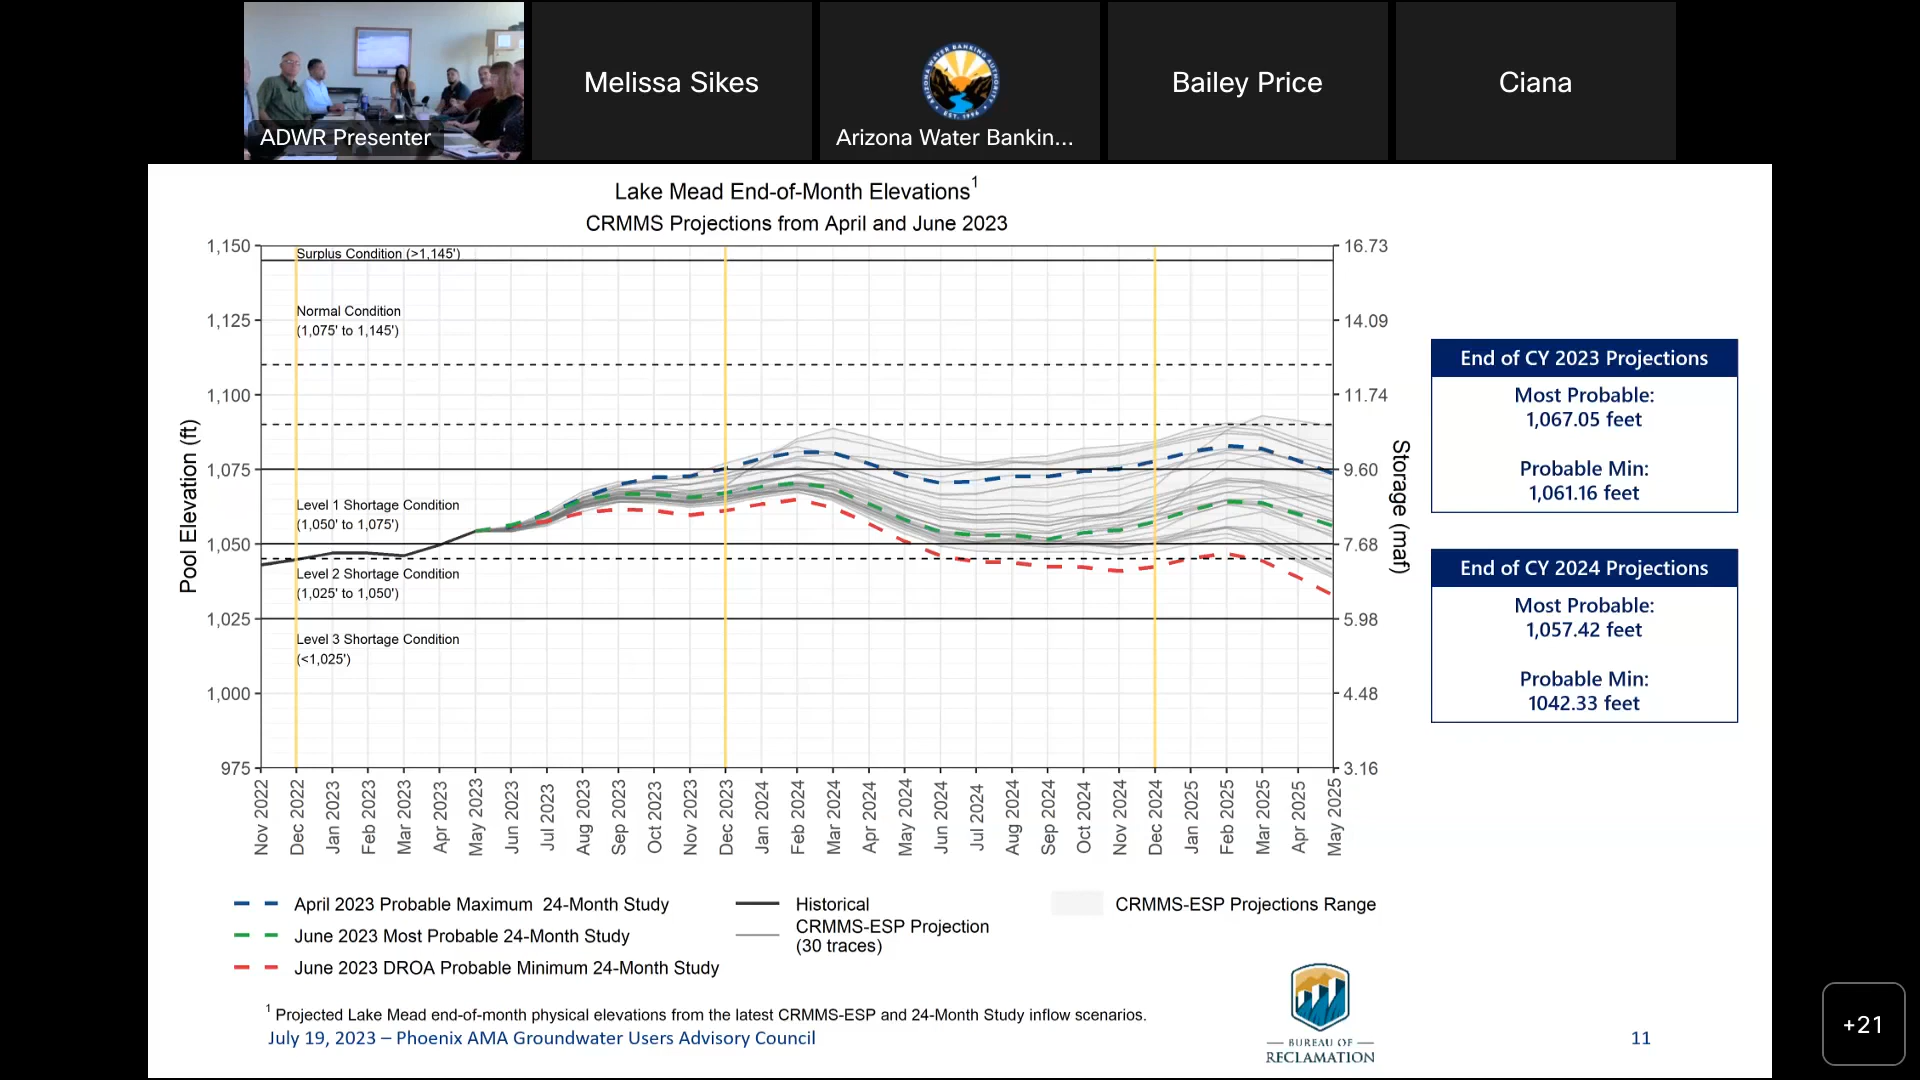 ADWR Presenter
Melissa Sikes
ARIZONA WATER BANKING AUTHORITY
EST. 1996
Arizona Water Bankin...
Bailey Price
Ciana
Lake Mead End-of-Month Elevations1
CRMMS Projections from April and June 2023
Pool Elevation (ft)
1,150
1,125
1,100
1,075
1,050
1,025
1,000
975
Surplus Condition (>1,145')
Normal Condition
(1,075' to 1,145')
Level 1 Shortage Condition
(1,050' to 1,075')
Level 2 Shortage Condition
(1,025' to 1,050')
Level 3 Shortage Condition
(<1,025')
16.73
14.09
11.74
9.60
7.68
5.98
4.48
3.16
Storage (maf)
Nov 2022
Dec 2022
Jan 2023
Feb 2023
Mar 2023
Apr 2023
May 2023
Jun 2023
Jul 2023
Aug 2023
Sep 2023
Oct 2023
Nov 2023
Dec 2023
Jan 2024
Feb 2024
Mar 2024
Apr 2024
May 2024
Jun 2024
Jul 2024
Aug 2024
Sep 2024
Oct 2024
Nov 2024
Dec 2024
Jan 2025
Feb 2025
Mar 2025
Apr 2025
May 2025
End of CY 2023 Projections
Most Probable:
1,067.05 feet
Probable Min:
1,061.16 feet
End of CY 2024 Projections
Most Probable:
1,057.42 feet
Probable Min:
1042.33 feet
April 2023 Probable Maximum 24-Month Study
June 2023 Most Probable 24-Month Study
June 2023 DROA Probable Minimum 24-Month Study
Historical
CRMMS-ESP Projection
(30 traces)
CRMMS-ESP Projections Range
1 Projected Lake Mead end-of-month physical elevations from the latest CRMMS-ESP and 24-Month Study inflow scenarios.
July 19, 2023 – Phoenix AMA Groundwater Users Advisory Council
BUREAU OF
RECLAMATION
11
+21